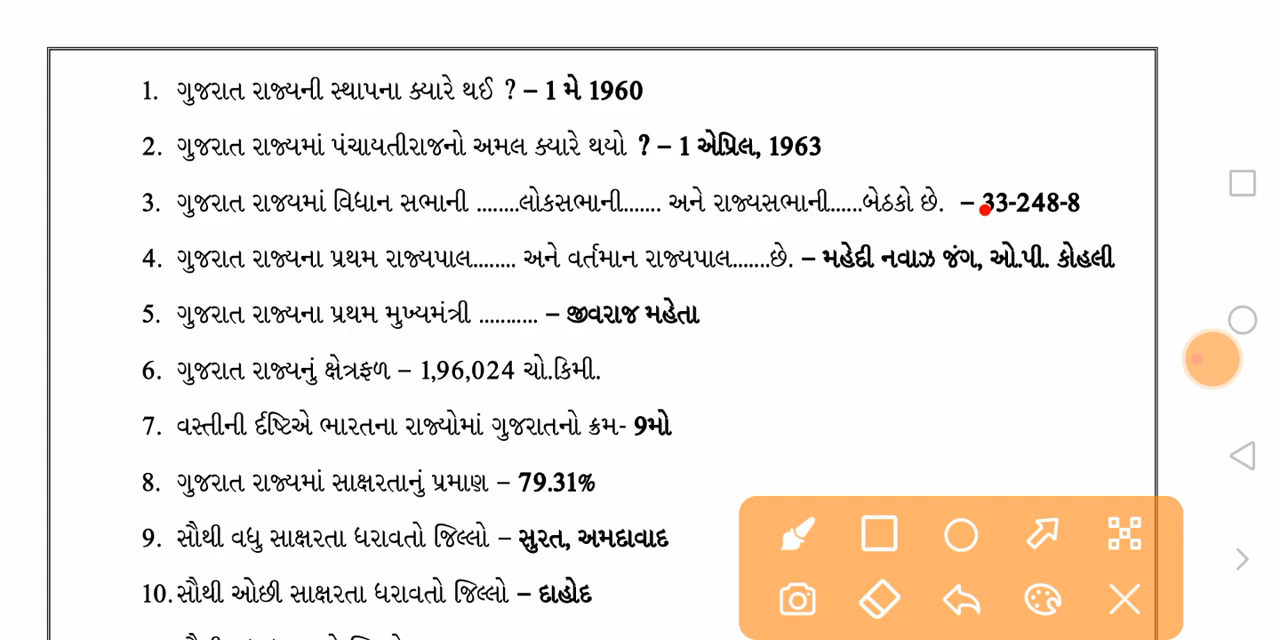 1. ગુજરાત રાજ્યની સ્થાપના ક્યારે થઈ ? – 1 મે 1960
2. ગુજરાત રાજ્યમાં પંચાયતીરાજનો અમલ ક્યારે થયો ? – 1 એપ્રિલ, 1963
3. ગુજરાત રાજયમાં વિધાન સભાની ........લોકસભાની....... અને રાજ્યસભાની......બેઠકો છે. – 33-248-8
4. ગુજરાત રાજ્યના પ્રથમ રાજ્યપાલ........ અને વર્તમાન રાજ્યપાલ.......છે. – મહેદી નવાઝ જંગ, ઓ.પી. કોહલી
5. ગુજરાત રાજ્યના પ્રથમ મુખ્યમંત્રી ........... – જીવરાજ મહેતા
6. ગુજરાત રાજ્યનું ક્ષેત્રફળ – 1,96,024 ચો.કિમી.
7. વસ્તીની ર્દષ્ટિએ ભારતના રાજ્યોમાં ગુજરાતનો ક્રમ- 9મો
8. ગુજરાત રાજ્યમાં સાક્ષરતાનું પ્રમાણ – 79.31%
9. સૌથી વધુ સાક્ષરતા ધરાવતો જિલ્લો – સુરત, અમદાવાદ
10. સૌથી ઓછી સાક્ષરતા ધરાવતો જિલ્લો – દાહોદ